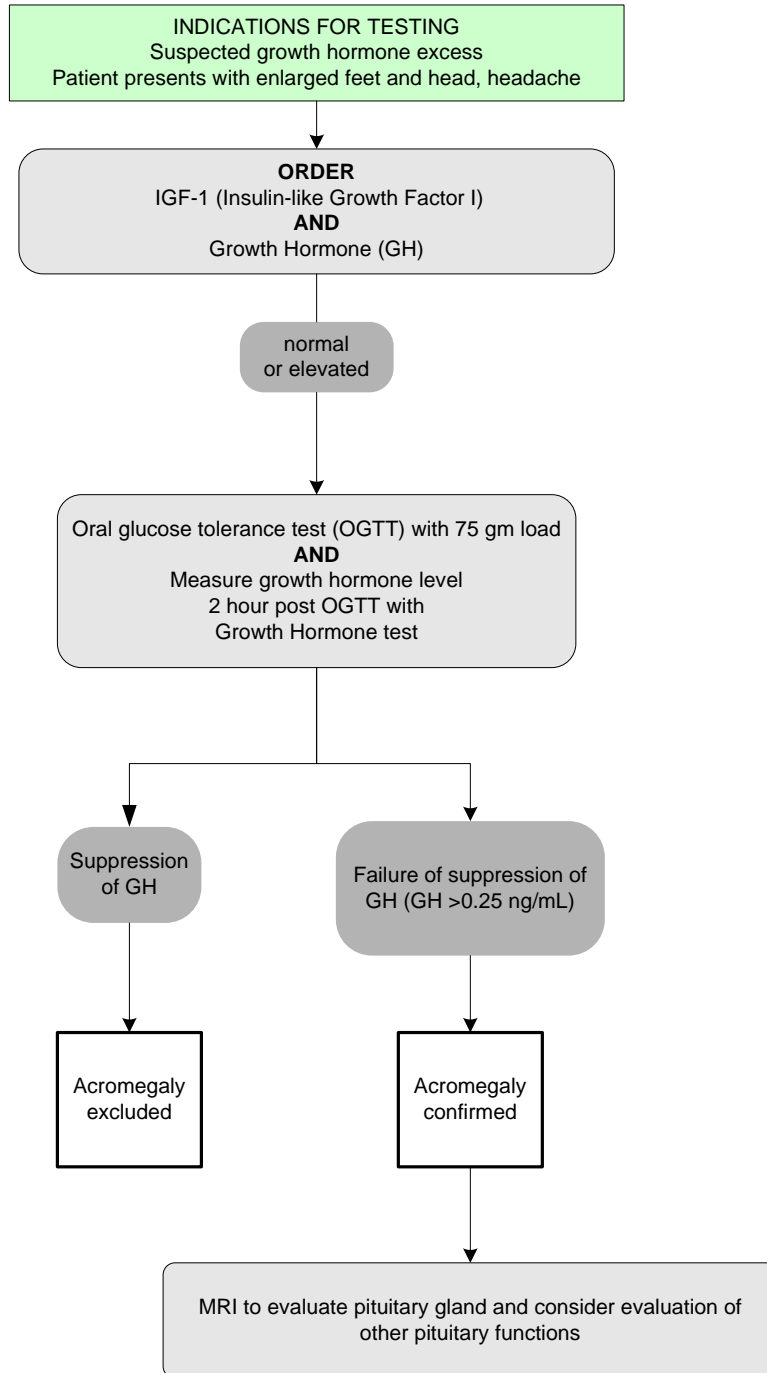 INDICATIONS FOR TESTING
Suspected growth hormone excess
Patient presents with enlarged feet and head, headache
ORDER
IGF-1 (Insulin-like Growth Factor I)
AND
Growth Hormone (GH)
normal
or elevated
Oral glucose tolerance test (OGTT) with 75 gm load
AND
Measure growth hormone level
2 hour post OGTT with
Growth Hormone test
Suppression
of GH
Failure of suppression of
GH (GH >0.25 ng/mL)
Acromegaly
excluded
Acromegaly
confirmed
MRI to evaluate pituitary gland and consider evaluation of
other pituitary functions